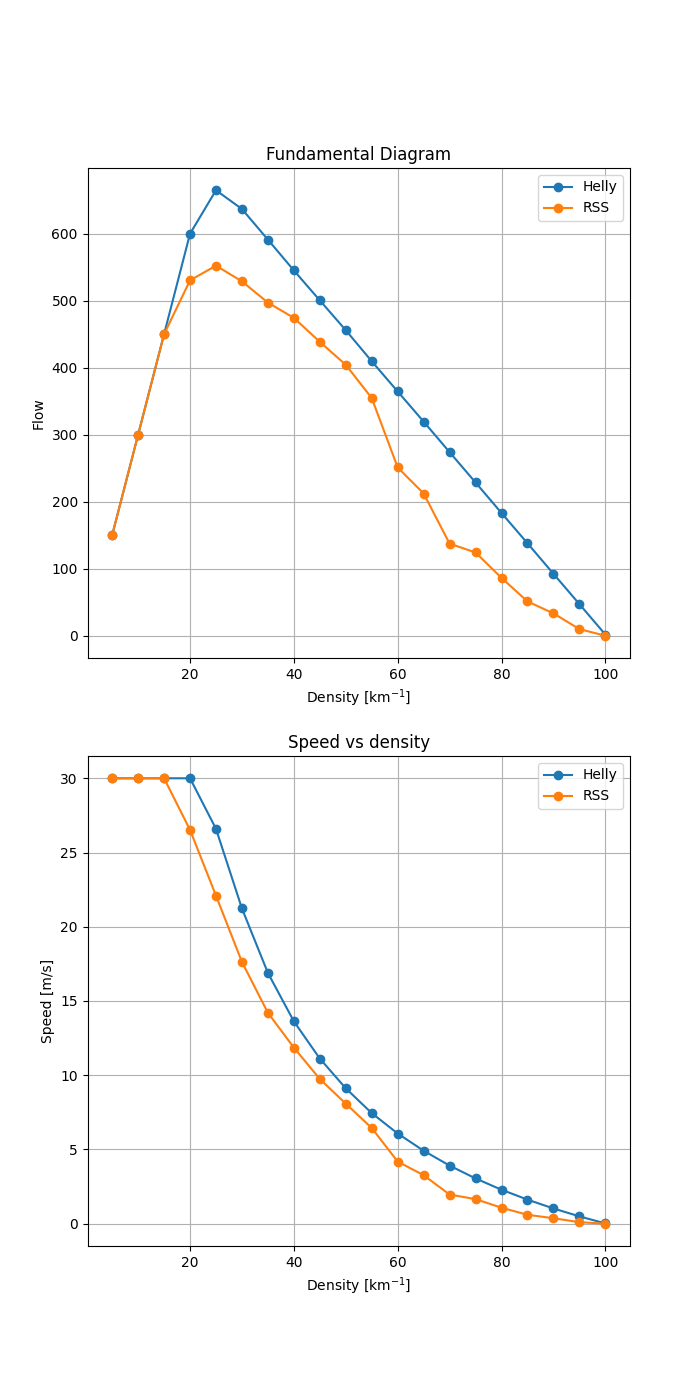 Fundamental Diagram
Helly
RSS
600
500
400
300
200
100
0
Flow
20 40 60 80 100
Density [km⁻¹]
Speed vs density
Helly
RSS
30
25
20
15
10
5
0
Speed [m/s]
20 40 60 80 100
Density [km⁻¹]